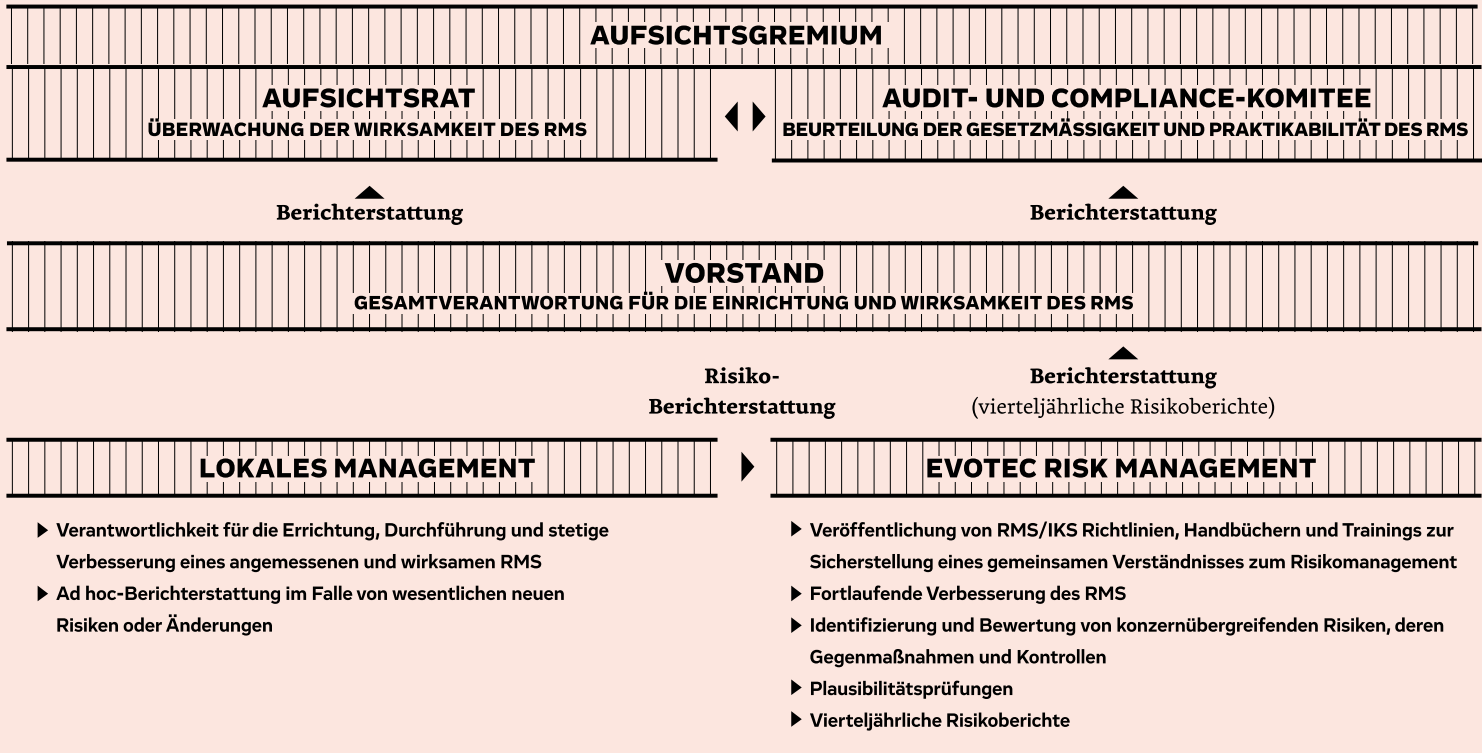 AUFSICHTSGREMIUM
AUFSICHTSRAT
ÜBERWACHUNG DER WIRKSAMKEIT DES RMS
AUDIT- UND COMPLIANCE-KOMITEE
BEURTEILUNG DER GESETZMÄSSIGKEIT UND PRAKTIKABILITÄT DES RMS
Berichterstattung
Berichterstattung
VORSTAND
GESAMTVERANTWORTUNG FÜR DIE EINRICHTUNG UND WIRKSAMKEIT DES RMS
Risiko-
Berichterstattung
Berichterstattung
(vierteljährliche Risikoberichte)
LOKALES MANAGEMENT
Verantwortlichkeit für die Errichtung, Durchführung und stetige
Verbesserung eines angemessenen und wirksamen RMS
Ad hoc-Berichterstattung im Falle von wesentlichen neuen
Risiken oder Änderungen
EVOTEC RISK MANAGEMENT
Veröffentlichung von RMS/IKS Richtlinien, Handbüchern und Trainings zur
Sicherstellung eines gemeinsamen Verständnisses zum Risikomanagement
Fortlaufende Verbesserung des RMS
Identifizierung und Bewertung von konzernübergreifenden Risiken, deren
Gegenmaßnahmen und Kontrollen
Plausibilitätsprüfungen
Vierteljährliche Risikoberichte